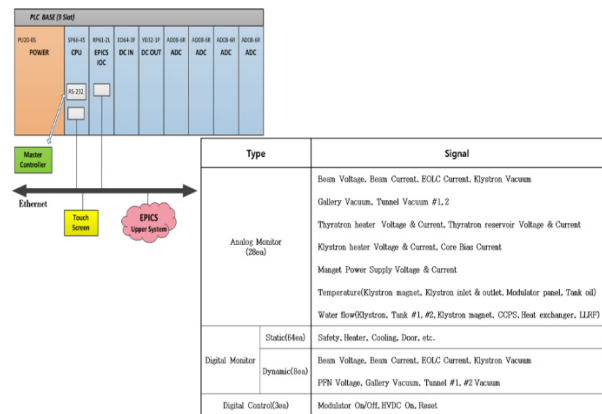 PLC BASE (9 Slot)
PU20-0S SP66-4S RP61-2L XD64-3F YD32-1P AD08-6R AD08-6R AD08-6R AD08-6R
POWER CPU EPICS IOC DC IN DC OUT ADC ADC ADC ADC
RS-232
Master
Controller
Ethernet
Touch
Screen
EPICS
Upper System
Type Signal
Analog Monitor
(28ea)
Beam Voltage, Beam Current, EOLC Current, Klystron Vacuum
Gallery Vacuum, Tunnel Vacuum #1, 2
Thyratron heater Voltage & Current, Thyratron reservoir Voltage & Current
Klystron heater Voltage & Current, Core Bias Current
Manget Power Supply Voltage & Current
Temperature(Klystron magnet, Klystron inlet & outlet, Modulator panel, Tank oil)
Water flow(Klystron, Tank #1, #2, Klystron magnet, CCPS, Heat exchanger, LLRF)
Digital Monitor
Static(64ea) Safety, Heater, Cooling, Door, etc.
Dynamic(8ea)
Beam Voltage, Beam Current, EOLC Current, Klystron Vacuum
PFN Voltage, Gallery Vacuum, Tunnel #1, #2 Vacuum
Digital Control(3ea) Modulator On/Off, HVDC On, Reset